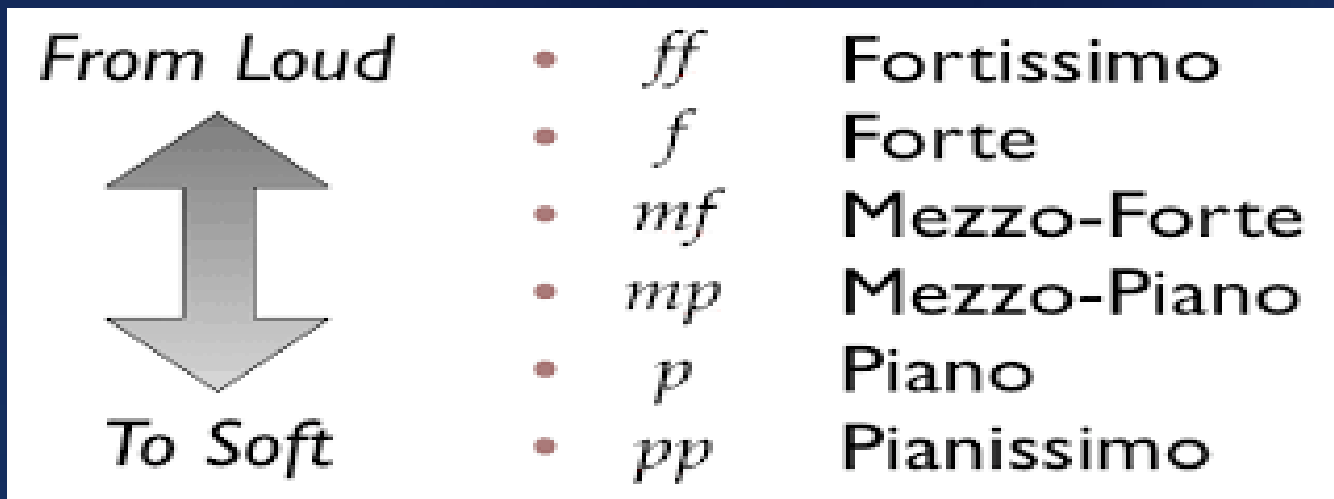 From Loud
To Soft
• ff Fortissimo
• f Forte
• mf Mezzo-Forte
• mp Mezzo-Piano
• p Piano
• pp Pianissimo